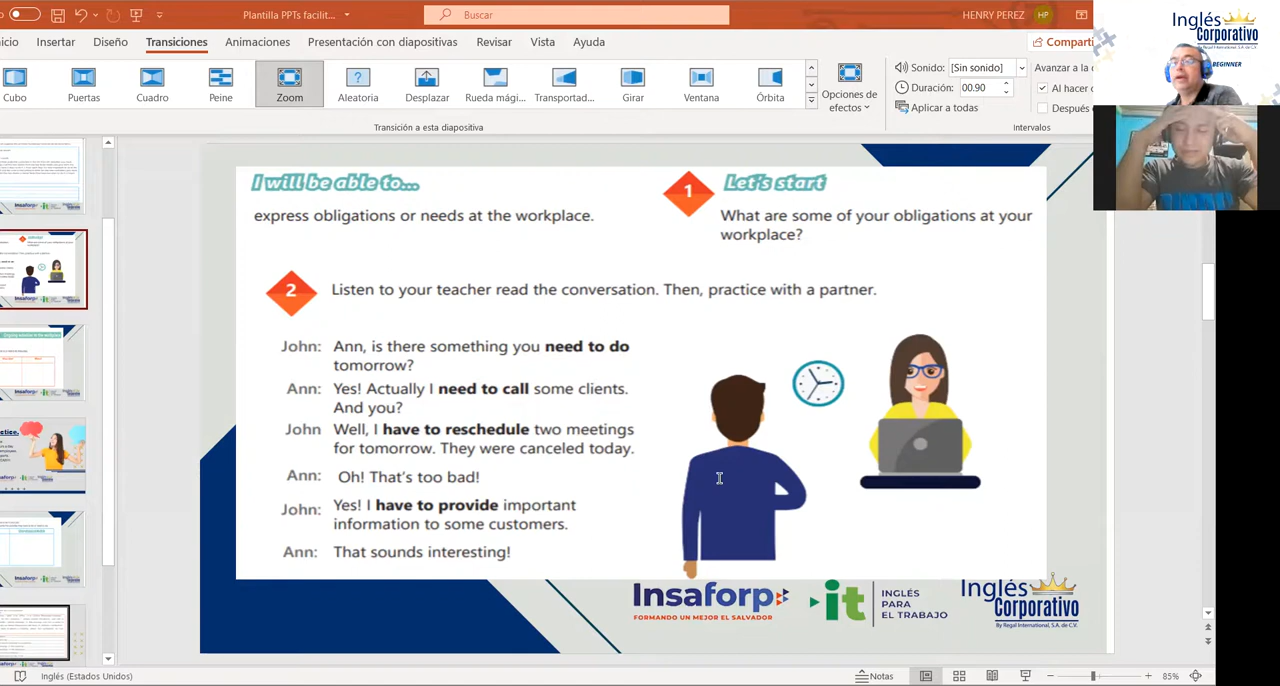 Plantilla PPTs facilit...
Buscar
HENRY PEREZ
HP
Inglés
Corporativo
By Regal International, S.A. de C.V.
BEGINNER
Insertar
Diseño
Transiciones
Animaciones
Presentación con diapositivas
Revisar
Vista
Ayuda
Comparti
Cubo
Puertas
Cuadro
Peine
Zoom
Aleatoria
Desplazar
Rueda mági...
Transportad...
Girar
Ventana
Órbita
Opciones de
efectos
Sonido: [Sin sonido]
Duración: 00.90
Aplicar a todas
Avanzar a la
Al hacer
Después
Transición a esta diapositiva
Intervalos
I will be able to...
express obligations or needs at the workplace.
1
Let's start
What are some of your obligations at your
workplace?
2
Listen to your teacher read the conversation. Then, practice with a partner.
John: Ann, is there something you need to do
tomorrow?
Ann: Yes! Actually I need to call some clients.
And you?
John Well, I have to reschedule two meetings
for tomorrow. They were canceled today.
Ann: Oh! That's too bad!
John: Yes! I have to provide important
information to some customers.
Ann: That sounds interesting!
Insaforp
FORMANDO UN MEJOR EL SALVADOR
it
INGLÉS
PARA
EL TRABAJO
Inglés
Corporativo
By Regal International, S.A. de C.V.
Inglés (Estados Unidos)
Notas
85%